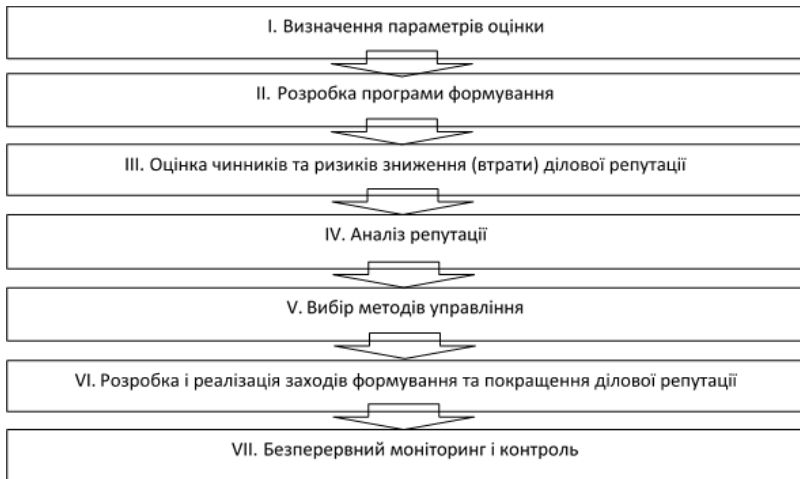 I. Визначення параметрів оцінки
II. Розробка програми формування
III. Оцінка чинників та ризиків зниження (втрати) ділової репутації
IV. Аналіз репутації
V. Вибір методів управління
VI. Розробка і реалізація заходів формування та покращення ділової репутації
VII. Безперервний моніторинг і контроль